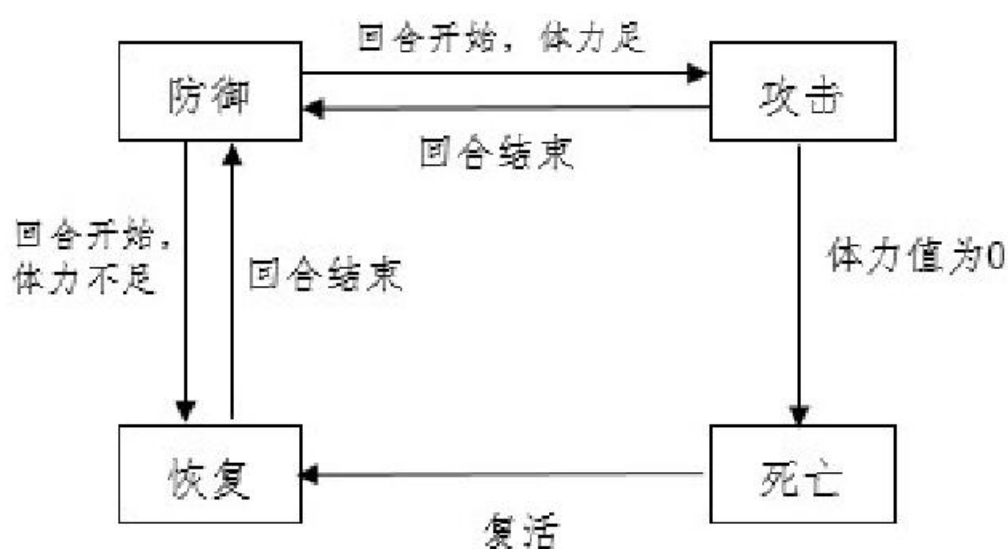 回合开始，体力足
防御
攻击
回合结束
回合开始，
体力不足
回合结束
体力值为0
恢复
死亡
复活